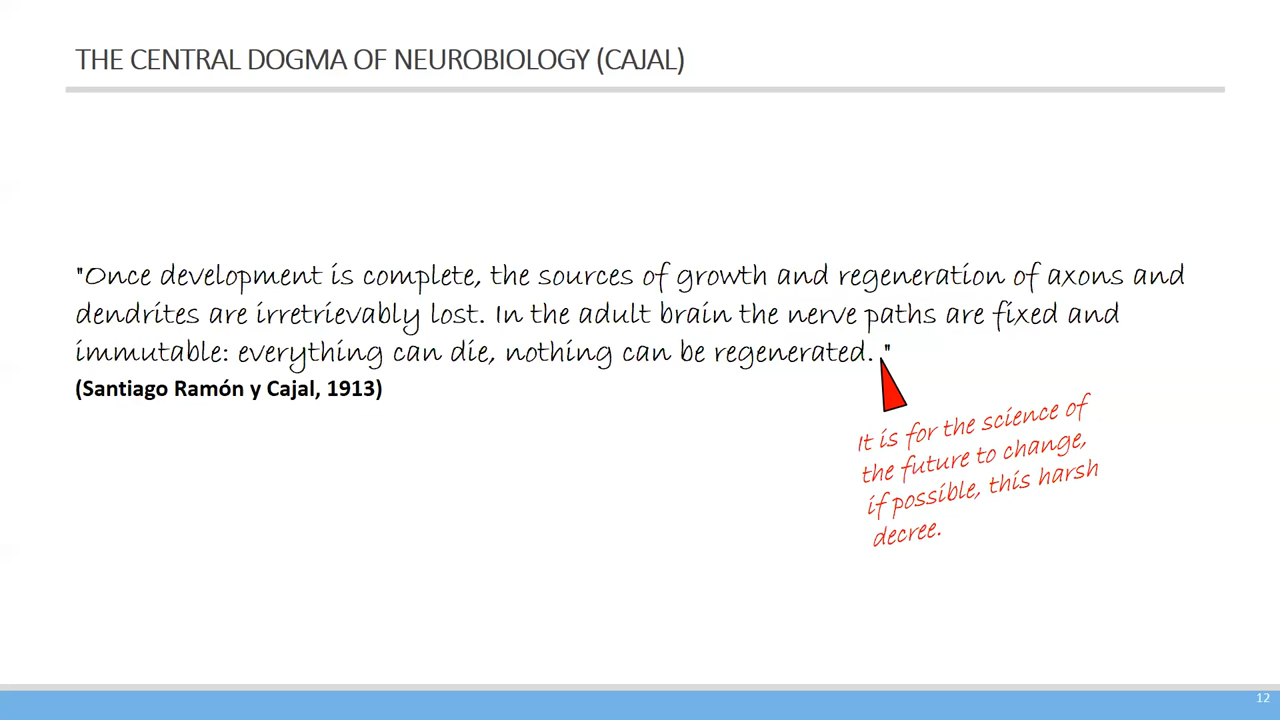 THE CENTRAL DOGMA OF NEUROBIOLOGY (CAJAL)
"Once development is complete, the sources of growth and regeneration of axons and
dendrites are irretrievably lost. In the adult brain the nerve paths are fixed and
immutable: everything can die, nothing can be regenerated. "
(Santiago Ramón y Cajal, 1913)
It is for the science of
the future to change,
if possible, this harsh
decree.
12